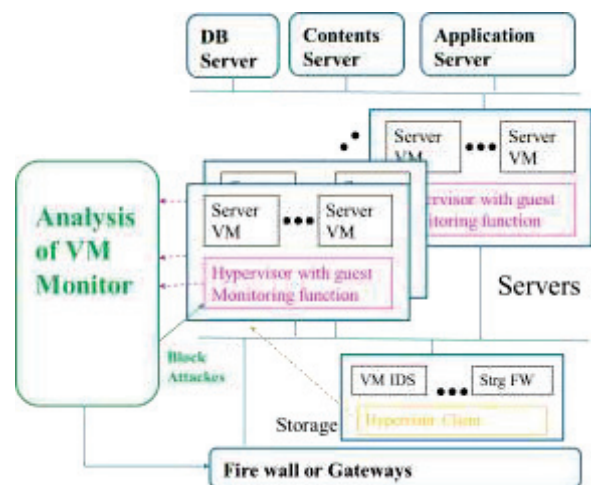 DB
Server
Contents
Server
Application
Server
Server
VM
•••
Server
VM
Analysis
of VM
Monitor
Server
VM
•••
Server
VM
Hypervisor with guest
Monitoring function
Servers
Block
Attackes
VM IDS
•••
Strg FW
Hypervisor Client
Storage
Fire wall or Gateways